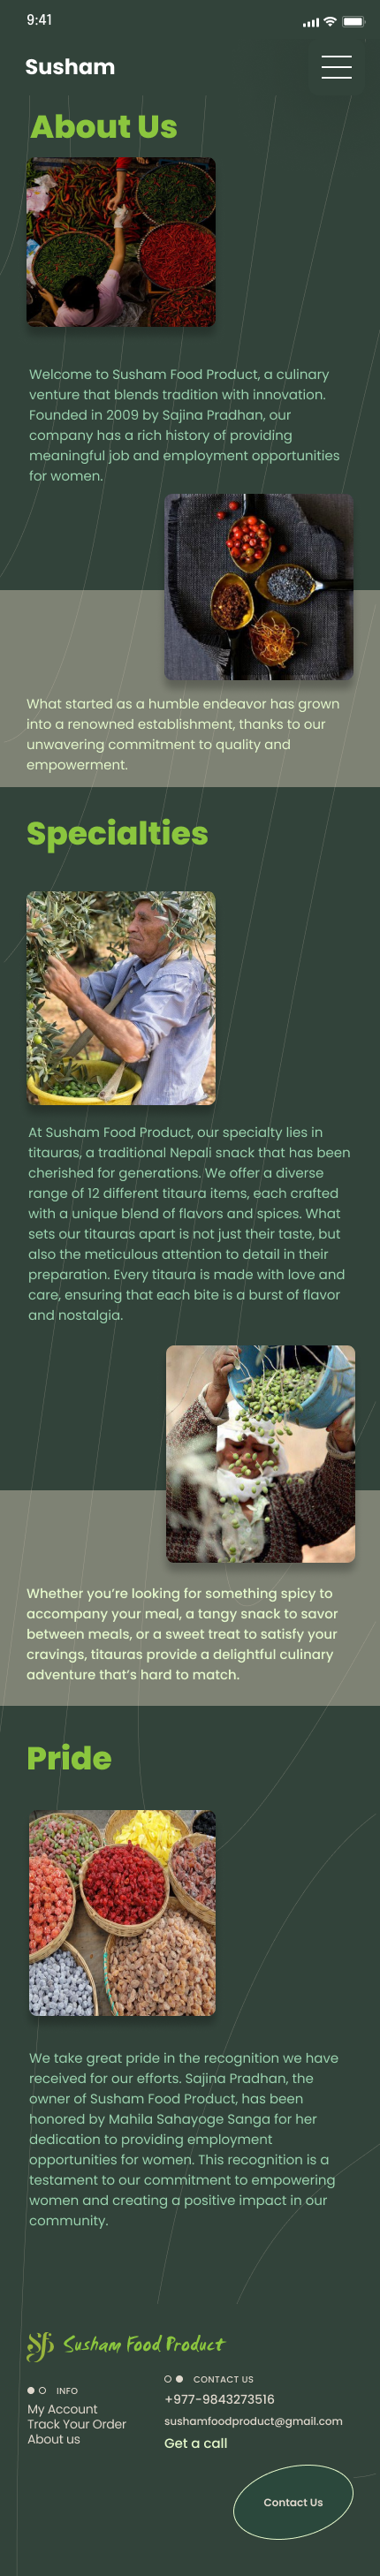 9:41
Susham
About Us
Welcome to Susham Food Product, a culinary
venture that blends tradition with innovation.
Founded in 2009 by Sajina Pradhan, our
company has a rich history of providing
meaningful job and employment opportunities
for women.
What started as a humble endeavor has grown
into a renowned establishment, thanks to our
unwavering commitment to quality and
empowerment.
Specialties
At Susham Food Product, our specialty lies in
titauras, a traditional Nepali snack that has been
cherished for generations. We offer a diverse
range of 12 different titaura items, each crafted
with a unique blend of flavors and spices. What
sets our titauras apart is not just their taste, but
also the meticulous attention to detail in their
preparation. Every titaura is made with love and
care, ensuring that each bite is a burst of flavor
and nostalgia.
Whether you're looking for something spicy to
accompany your meal, a tangy snack to savor
between meals, or a sweet treat to satisfy your
cravings, titauras provide a delightful culinary
adventure that's hard to match.
Pride
We take great pride in the recognition we have
received for our efforts. Sajina Pradhan, the
owner of Susham Food Product, has been
honored by Mahila Sahayoge Sanga for her
dedication to providing employment
opportunities for women. This recognition is a
testament to our commitment to empowering
women and creating a positive impact in our
community.
Susham Food Product
INFO
My Account
Track Your Order
About us
CONTACT US
+977-9843273516
sushamfoodproduct@gmail.com
Get a call
Contact Us